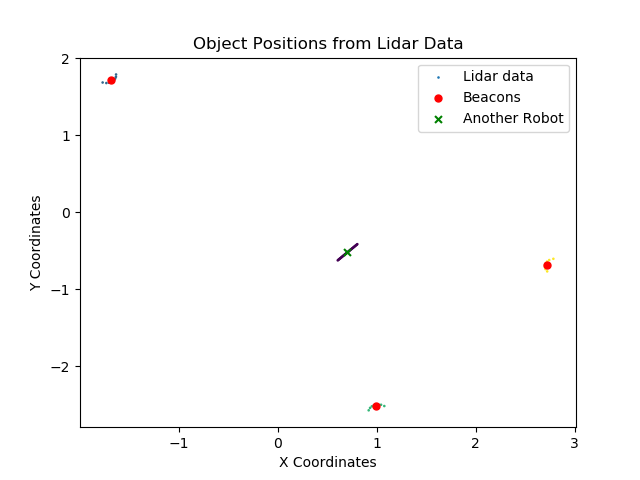 Object Positions from Lidar Data
2
1
0
−1
−2
Y Coordinates
Lidar data
Beacons
Another Robot
−1
0
1
2
3
X Coordinates